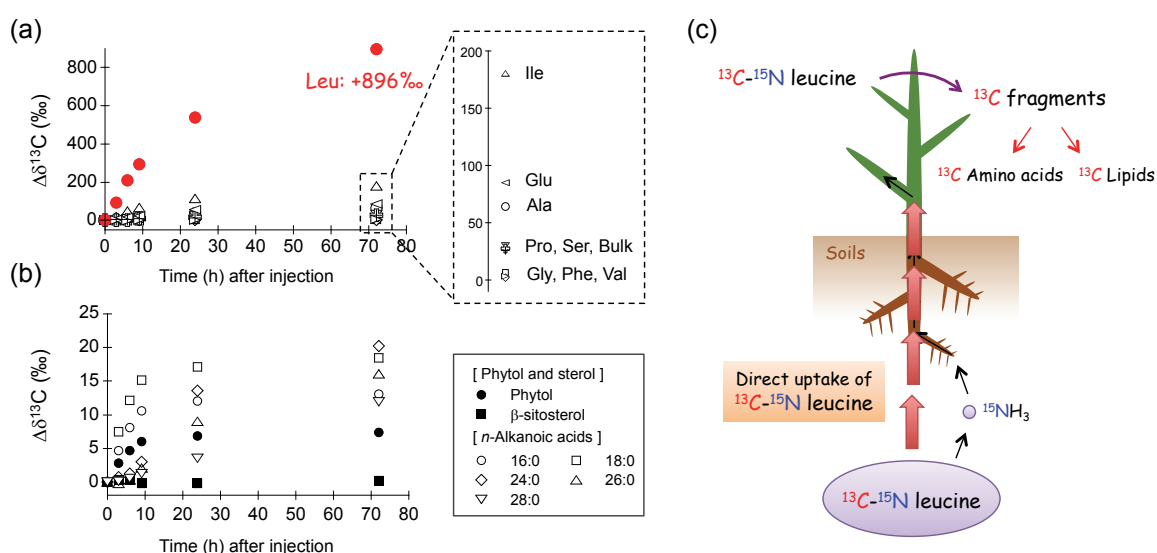 (a)
Δδ¹³C (‰)
800
600
400
200
0
0 10 20 30 40 50 60 70 80
Time (h) after injection
Leu: +896‰
200
150
100
50
0
Ile
Glu
Ala
Pro, Ser, Bulk
Gly, Phe, Val
(b)
Δδ¹³C (‰)
25
20
15
10
5
0
0 10 20 30 40 50 60 70 80
Time (h) after injection
[ Phytol and sterol ]
Phytol
β-sitosterol
[ n-Alkanoic acids ]
16:0 18:0
24:0 26:0
28:0
(c)
¹³C-¹⁵N leucine
¹³C fragments
¹³C Amino acids ¹³C Lipids
Soils
Direct uptake of
¹³C-¹⁵N leucine
¹⁵NH₃
¹³C-¹⁵N leucine